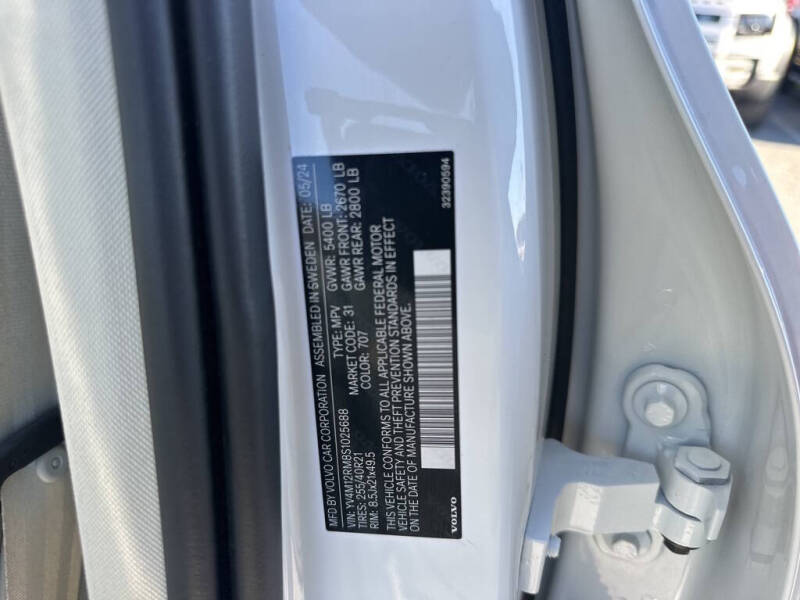 MFD BY VOLVO CAR CORPORATION ASSEMBLED IN SWEDEN DATE: 05/24
VIN: YV4M12RMBS1025688 TYPE: MPV GVWR: 5400 LB
TIRES: 255/40R21 MARKET CODE: 31 GAWR FRONT: 2670 LB
RIM: 8.5Jx21x49.5 COLOR: 707 GAWR REAR: 2800 LB
THIS VEHICLE CONFORMS TO ALL APPLICABLE FEDERAL MOTOR
VEHICLE SAFETY AND THEFT PREVENTION STANDARDS IN EFFECT
ON THE DATE OF MANUFACTURE SHOWN ABOVE.
VOLVO
32390594